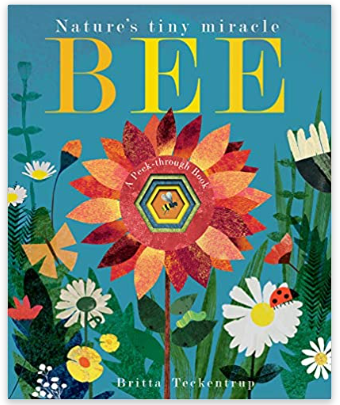 Nature's tiny miracle
BEE
A Peek-through Book
Britta Teckentrup